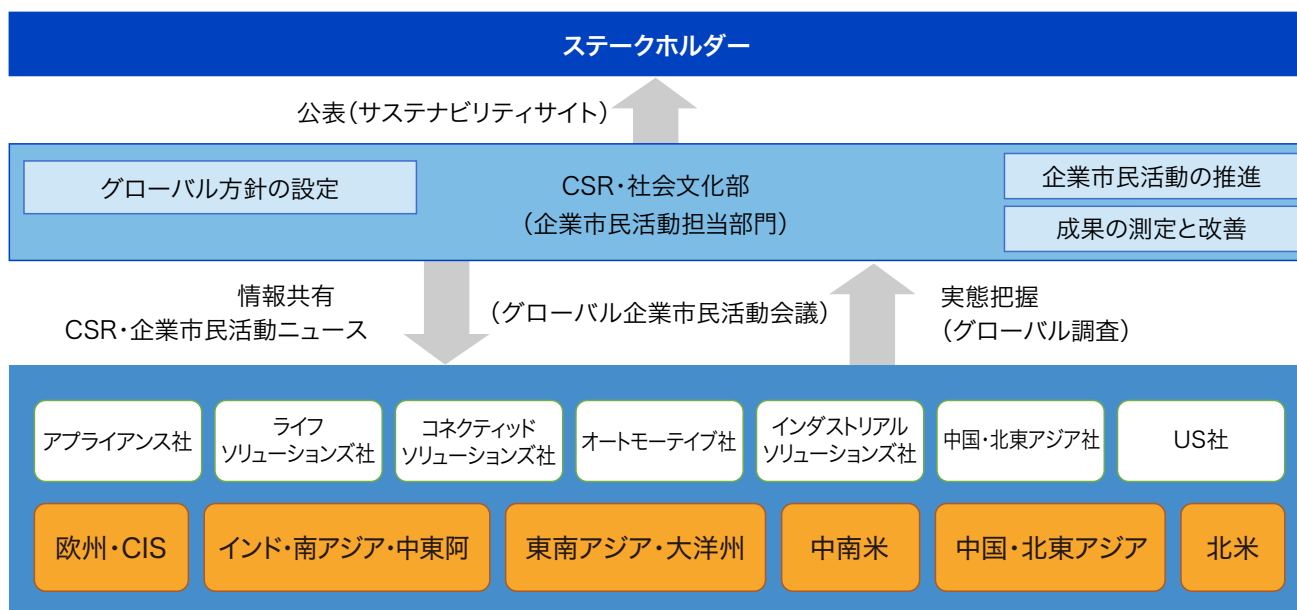 ステークホルダー
公表（サステナビリティサイト）
グローバル方針の設定
CSR・社会文化部
（企業市民活動担当部門）
企業市民活動の推進
成果の測定と改善
情報共有
CSR・企業市民活動ニュース
（グローバル企業市民活動会議）
実態把握
（グローバル調査）
アプライアンス社
ライフ
ソリューションズ社
コネクティッド
ソリューションズ社
オートモーテイブ社
インダストリアル
ソリューションズ社
中国・北東アジア社
US社
欧州・CIS
インド・南アジア・中東阿
東南アジア・大洋州
中南米
中国・北東アジア
北米